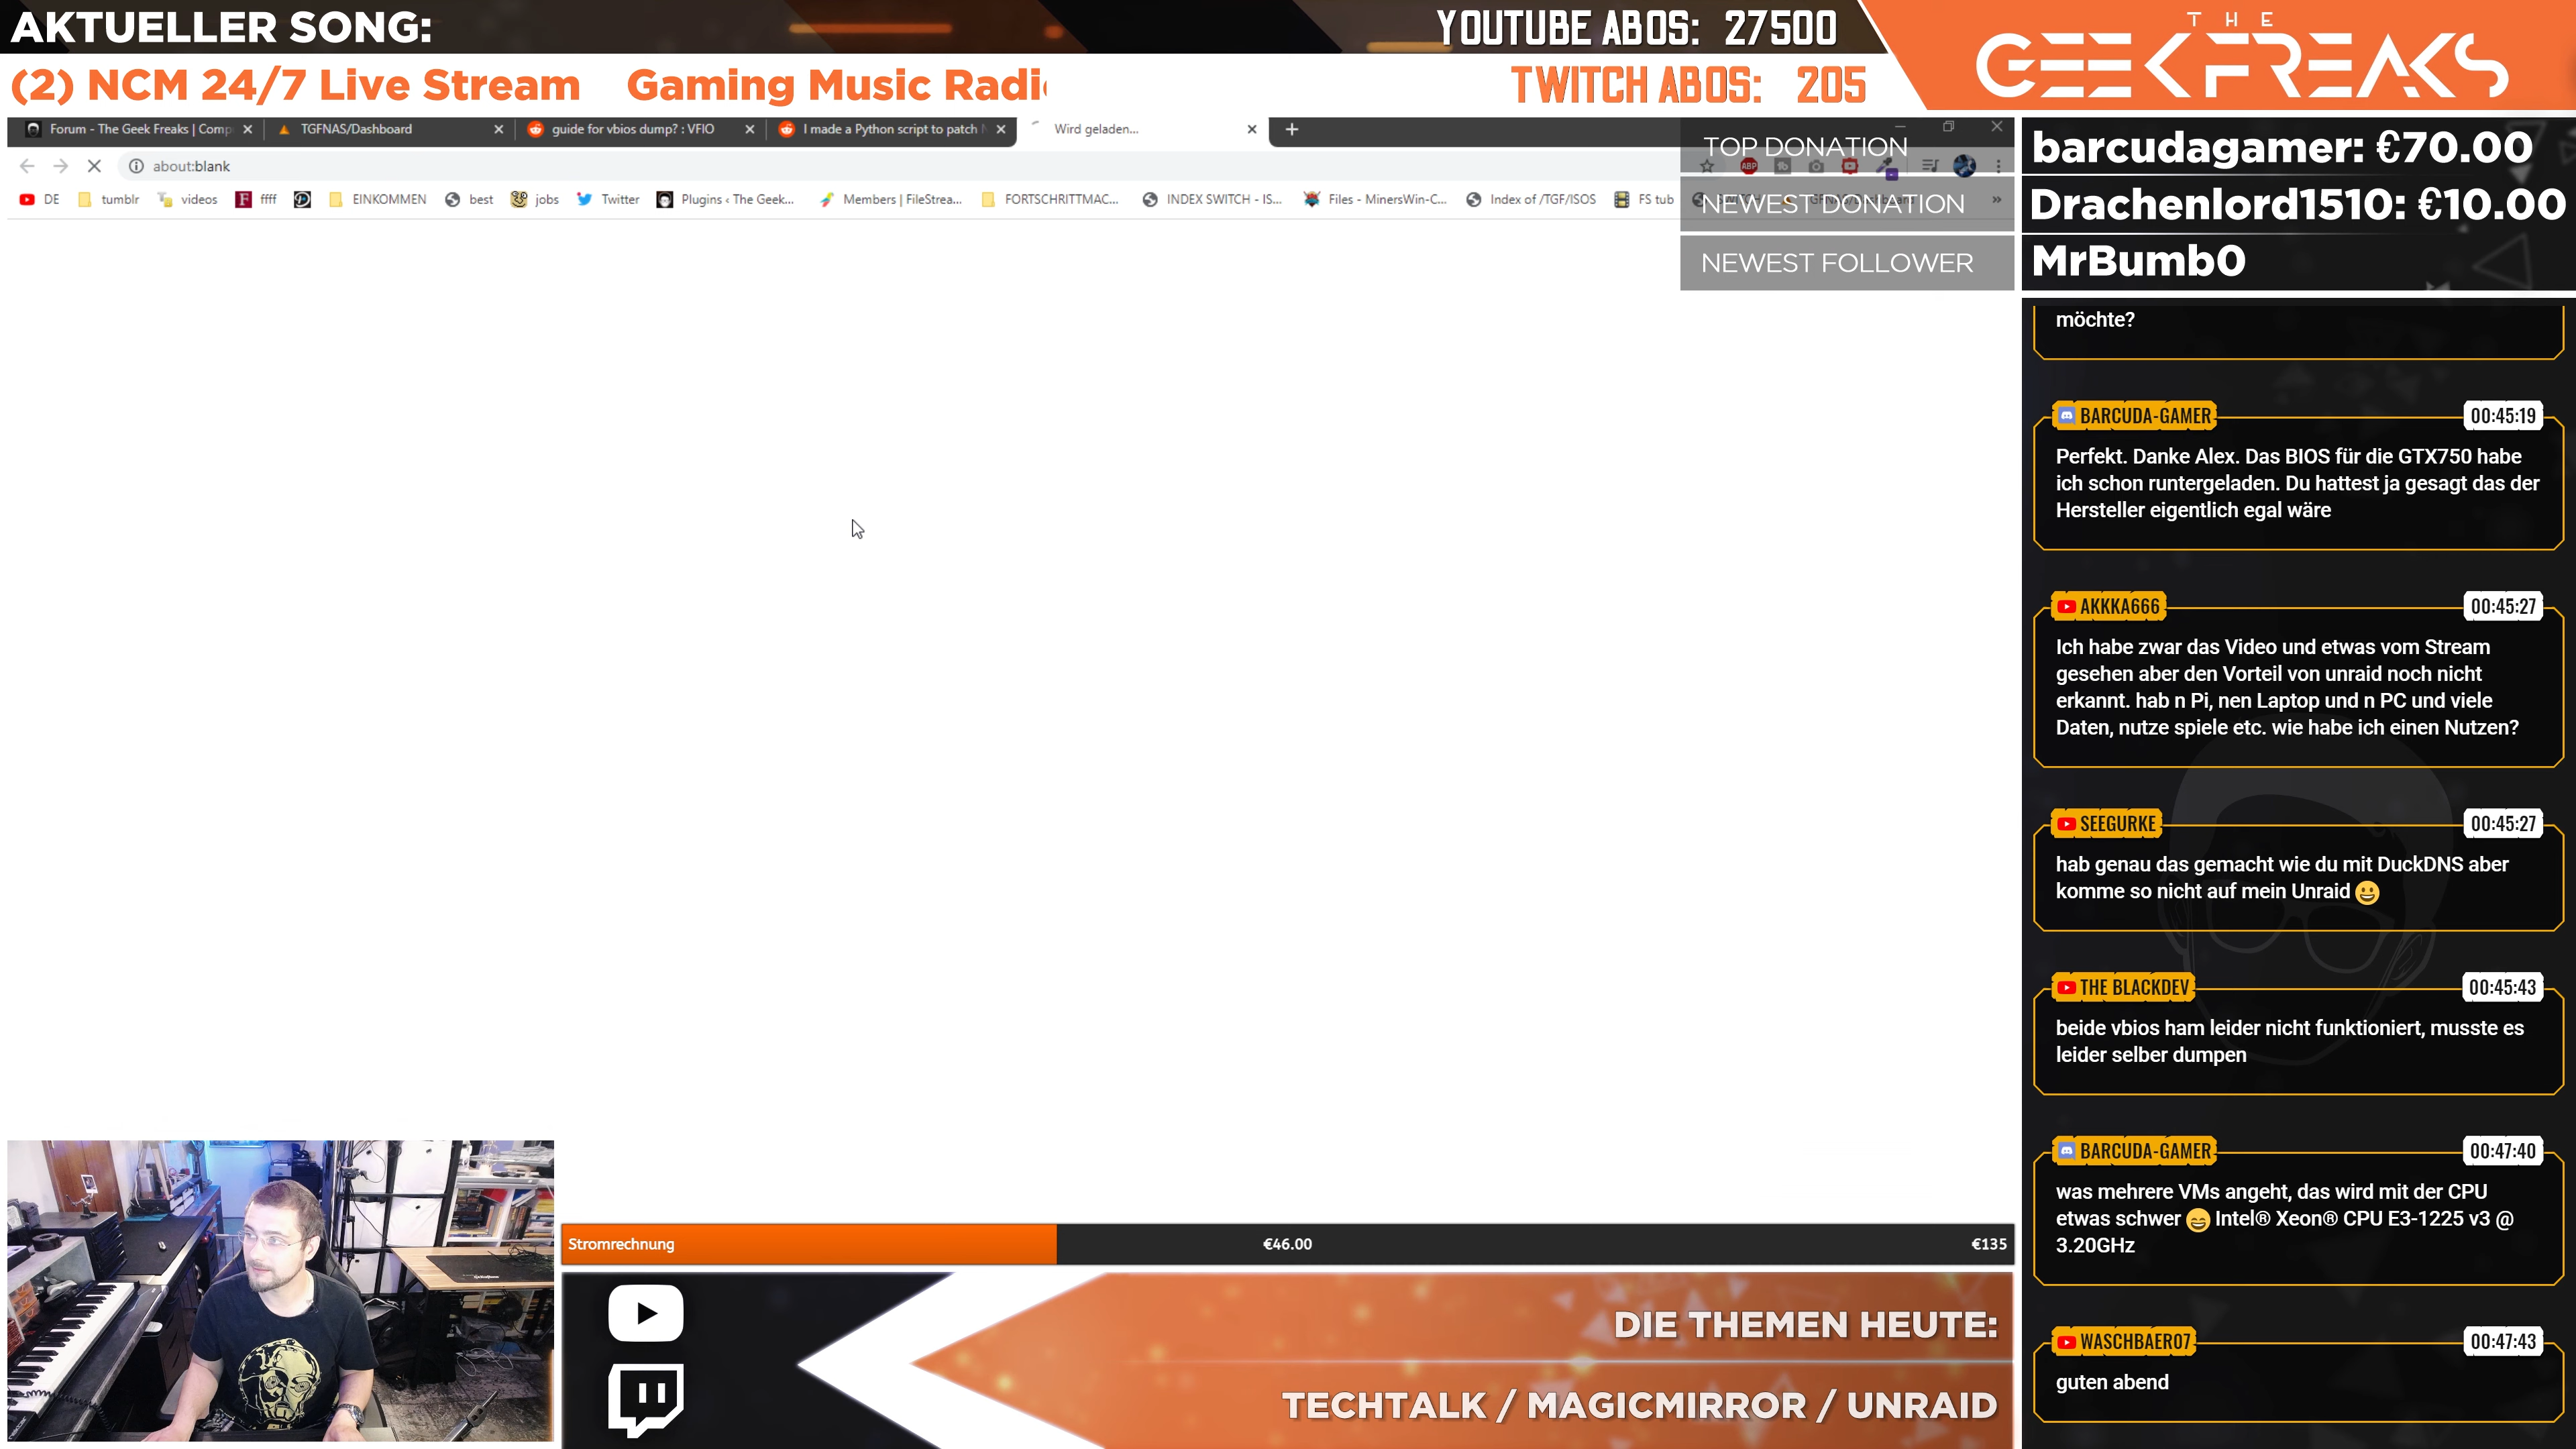 AKTUELLER SONG:
YOUTUBE ABOS: 27500
THE
GEEKFREAKS
(2) NCM 24/7 Live Stream Gaming Music Radi
TWITCH ABOS: 205
Forum - The Geek Freaks | Comp
TGFNAS/Dashboard
guide for vbios dump? : VFIO
I made a Python script to patch
Wird geladen...
TOP DONATION
barcudagamer: €70.00
about:blank
DE
tumblr
videos
ffff
EINKOMMEN
best
jobs
Twitter
Plugins ‹ The Geek...
Members | FileStrea...
FORTSCHRITTMAC...
INDEX SWITCH - IS...
Files - MinersWin-C...
Index of /TGF/ISOS
FS tub
NEWEST DONATION
Drachenlord1510: €10.00
NEWEST FOLLOWER
MrBumb0
möchte?
BARCUDA-GAMER
00:45:19
Perfekt. Danke Alex. Das BIOS für die GTX750 habe
ich schon runtergeladen. Du hattest ja gesagt das der
Hersteller eigentlich egal wäre
AKKKA666
00:45:27
Ich habe zwar das Video und etwas vom Stream
gesehen aber den Vorteil von unraid noch nicht
erkannt. hab n Pi, nen Laptop und n PC und viele
Daten, nutze spiele etc. wie habe ich einen Nutzen?
SEEGURKE
00:45:27
hab genau das gemacht wie du mit DuckDNS aber
komme so nicht auf mein Unraid 😀
THE BLACKDEV
00:45:43
beide vbios ham leider nicht funktioniert, musste es
leider selber dumpen
BARCUDA-GAMER
00:47:40
was mehrere VMs angeht, das wird mit der CPU
etwas schwer 😄 Intel® Xeon® CPU E3-1225 v3 @
3.20GHz
WASCHBAER07
00:47:43
guten abend
Stromrechnung
€46.00
€135
DIE THEMEN HEUTE:
TECHTALK / MAGICMIRROR / UNRAID